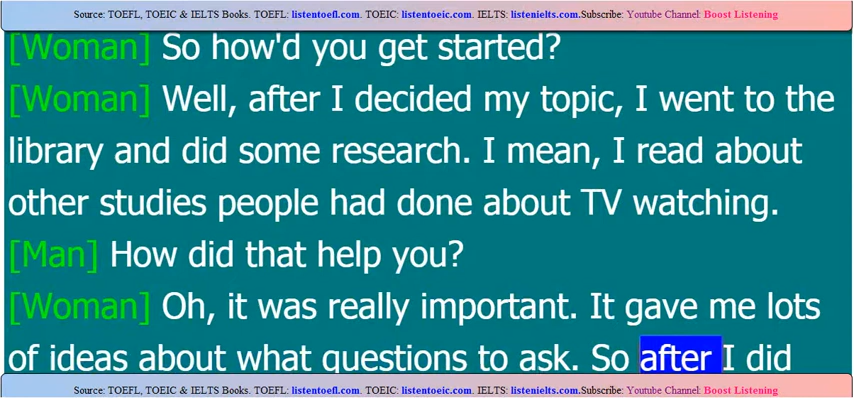 Source: TOEFL, TOEIC & IELTS Books. TOEFL: listentoefl.com. TOEIC: listentoeic.com. IELTS: listenielts.com.Subscribe: Youtube Channel: Boost Listening
[Woman] So how'd you get started?
[Woman] Well, after I decided my topic, I went to the
library and did some research. I mean, I read about
other studies people had done about TV watching.
[Man] How did that help you?
[Woman] Oh, it was really important. It gave me lots
of ideas about what questions to ask. So after I did
Source: TOEFL, TOEIC & IELTS Books. TOEFL: listentoefl.com. TOEIC: listentoeic.com. IELTS: listenielts.com.Subscribe: Youtube Channel: Boost Listening